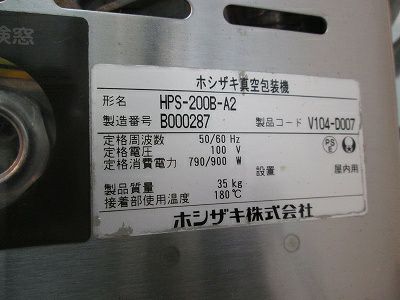 検窓
ホシザキ真空包装機
形名 HPS-200B-A2
製造番号 B000287 製品コード V104-D007
定格周波数 50/60 Hz
定格電圧 100 V
定格消費電力 790/900 W
PS E
設置 屋内用
製品質量 35 kg
接着部使用温度 180℃
ホシザキ株式会社